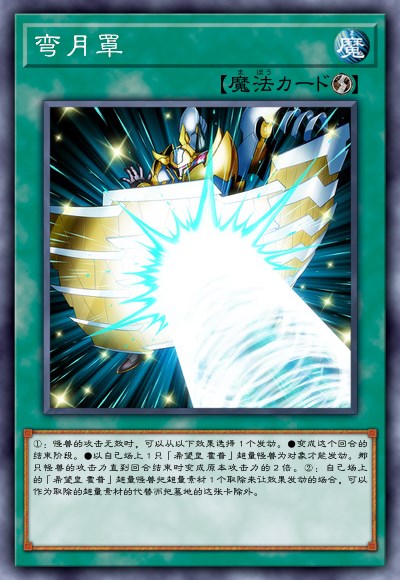 弯月罩
魔
【魔法カード】
まほう
①：怪兽的攻击无效时，可以从以下效果选择1个发动。●变成这个回合的
结束阶段。●以自己场上1只「希望皇 霍普」超量怪兽为对象才能发动。那
只怪兽的攻击力直到回合结束时变成原本攻击力的2倍。②：自己场上
的「希望皇 霍普」超量怪兽把超量素材1个取除来让效果发动的场合，可以
作为取除的超量素材的代替而把墓地的这张卡除外。